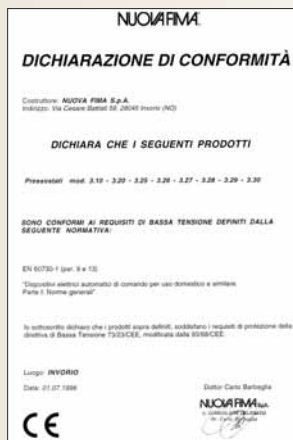 NUOVA FIMA
DICHIARAZIONE DI CONFORMITÀ
Costruttore: NUOVA FIMA S.p.A.
Indirizzo: Via Cesare Battisti 59, 28045 Invorio (NO)
DICHIARA CHE I SEGUENTI PRODOTTI
Pressostati mod. 3.10 - 3.20 - 3.25 - 3.26 - 3.27 - 3.28 - 3.29 - 3.30
SONO CONFORMI AI REQUISITI DI BASSA TENSIONE DEFINITI DALLA
SEGUENTE NORMATIVA:
EN 60730-1 (par. 9 e 13)
"Dispositivi elettrici automatici di comando per uso domestico e similare
Parte I: Norme generali"
Io sottoscritto dichiaro che i prodotti sopra definiti, soddisfano i requisiti di protezione della
direttiva di Bassa Tensione 73/23/CEE, modificata dalla 93/68/CEE.
Luogo: INVORIO
Data: 01.07.1996
Dottor Carlo Barbaglia
NUOVA FIMA S.p.A.
CE